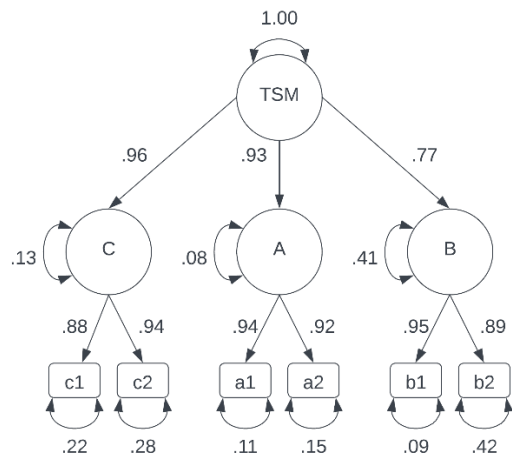 1.00
TSM
.96 .93 .77
.13 C .08 A .41 B
.88 .94 .94 .92 .95 .89
c1 c2 a1 a2 b1 b2
.22 .28 .11 .15 .09 .42